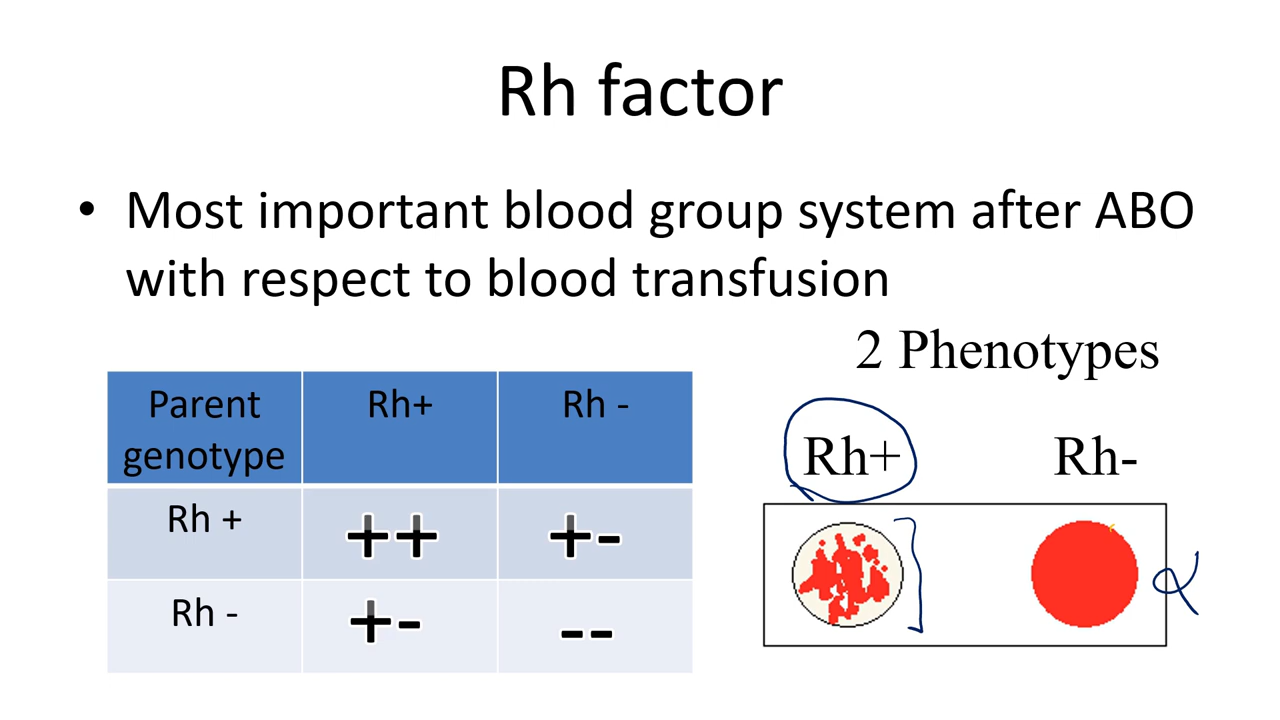 Rh factor
• Most important blood group system after ABO
with respect to blood transfusion
2 Phenotypes
Parent genotype Rh+ Rh -
Rh + ++ +-
Rh - +- --
Rh+ Rh-